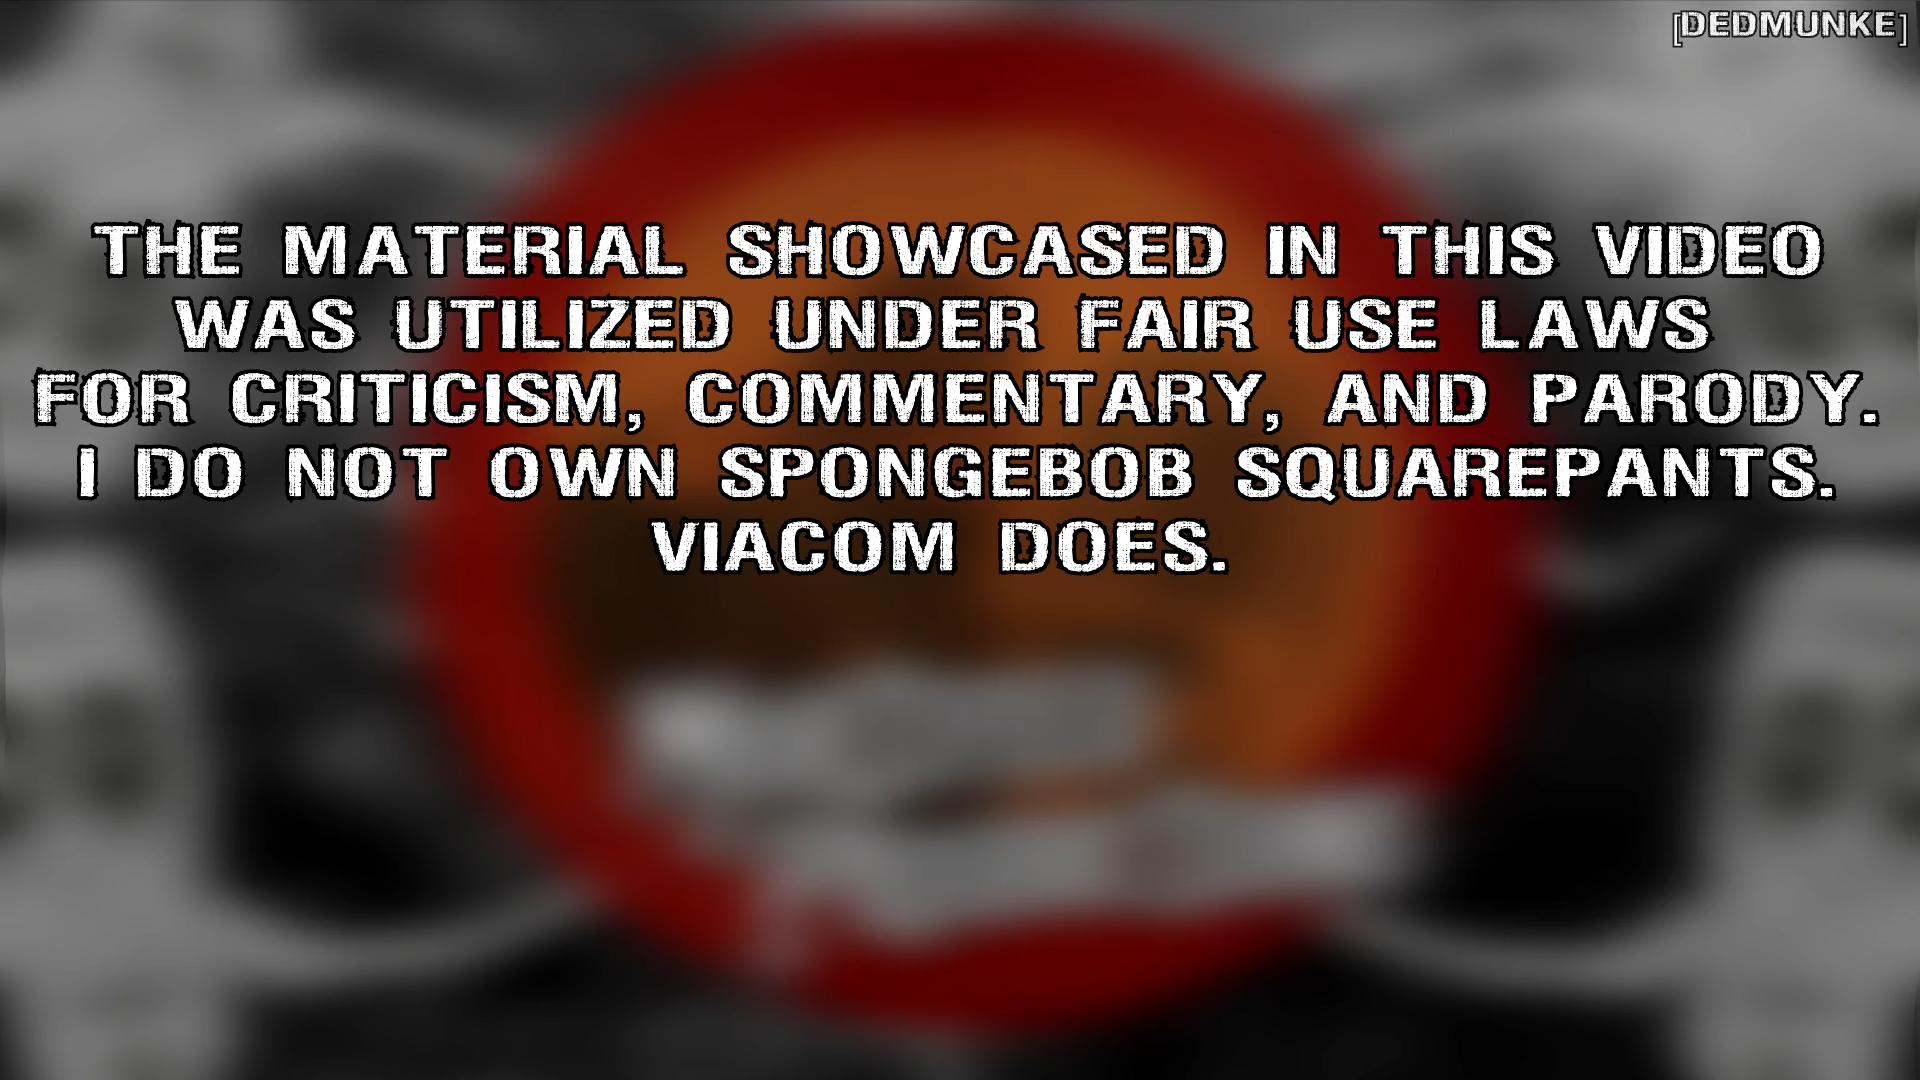 [DEDMUNKE]
THE MATERIAL SHOWCASED IN THIS VIDEO
WAS UTILIZED UNDER FAIR USE LAWS
FOR CRITICISM, COMMENTARY, AND PARODY.
I DO NOT OWN SPONGEBOB SQUAREPANTS.
VIACOM DOES.